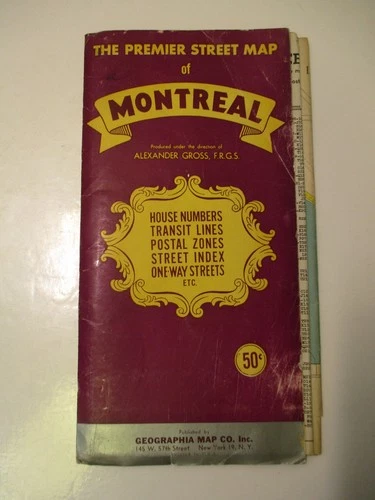 THE PREMIER STREET MAP
of
MONTREAL
Produced under the direction of
ALEXANDER GROSS, F.R.G.S.
HOUSE NUMBERS
TRANSIT LINES
POSTAL ZONES
STREET INDEX
ONE-WAY STREETS
ETC.
50¢
Published by
GEOGRAPHIA MAP CO. Inc.
145 W. 57th Street New York 19, N. Y.